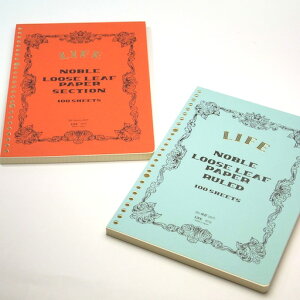 LIFE
NOBLE
LOOSE LEAF
PAPER
SECTION
100 SHEETS
LIFE
NOBLE
LOOSE LEAF
PAPER
RULED
100 SHEETS